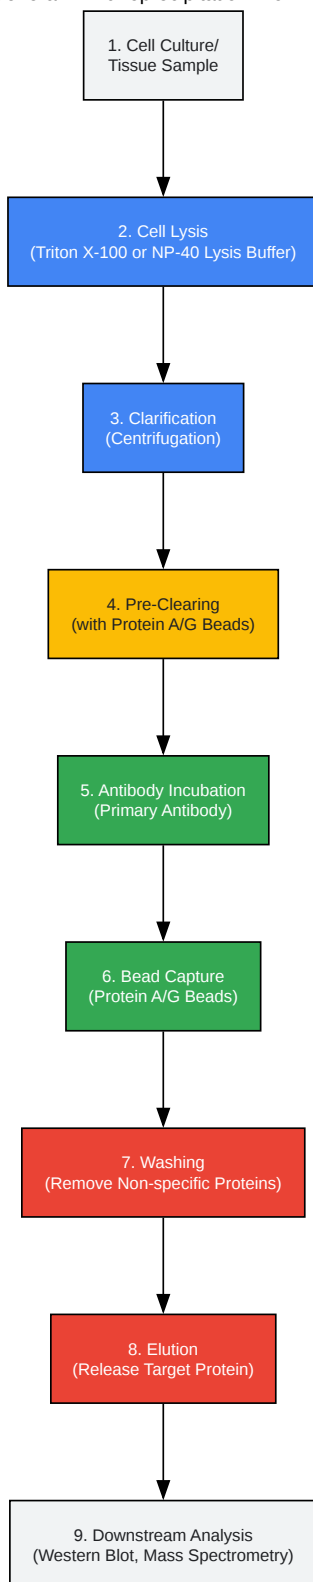 1. Cell Culture/
Tissue Sample
2. Cell Lysis
(Triton X-100 or NP-40 Lysis Buffer)
3. Clarification
(Centrifugation)
4. Pre-Clearing
(with Protein A/G Beads)
5. Antibody Incubation
(Primary Antibody)
6. Bead Capture
(Protein A/G Beads)
7. Washing
(Remove Non-specific Proteins)
8. Elution
(Release Target Protein)
9. Downstream Analysis
(Western Blot, Mass Spectrometry)